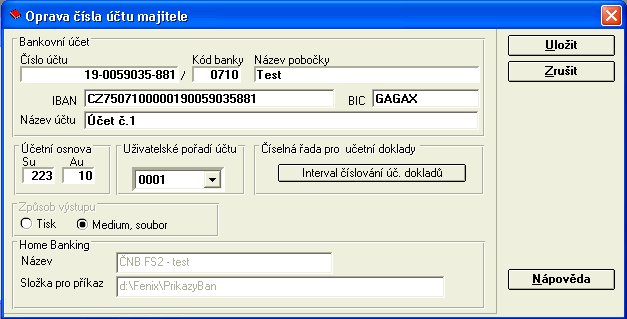 Oprava čísla účtu majitele
Bankovní účet
Číslo účtu Kód banky Název pobočky
19-0059035-881 / 0710 Test
IBAN CZ7507100000190059035881 BIC GAGAX
Název účtu Účet č.1
Uložit
Zrušit
Účetní osnova
Su Au
223 10
Uživatelské pořadí účtu
0001
Číselná řada pro učetní doklady
Interval číslování úč. dokladů
Způsob výstupu
Tisk Medium, soubor
Home Banking
Název ČNB.FS2 - test
Složka pro příkaz d:\Fenix\PrikazyBan
Nápověda